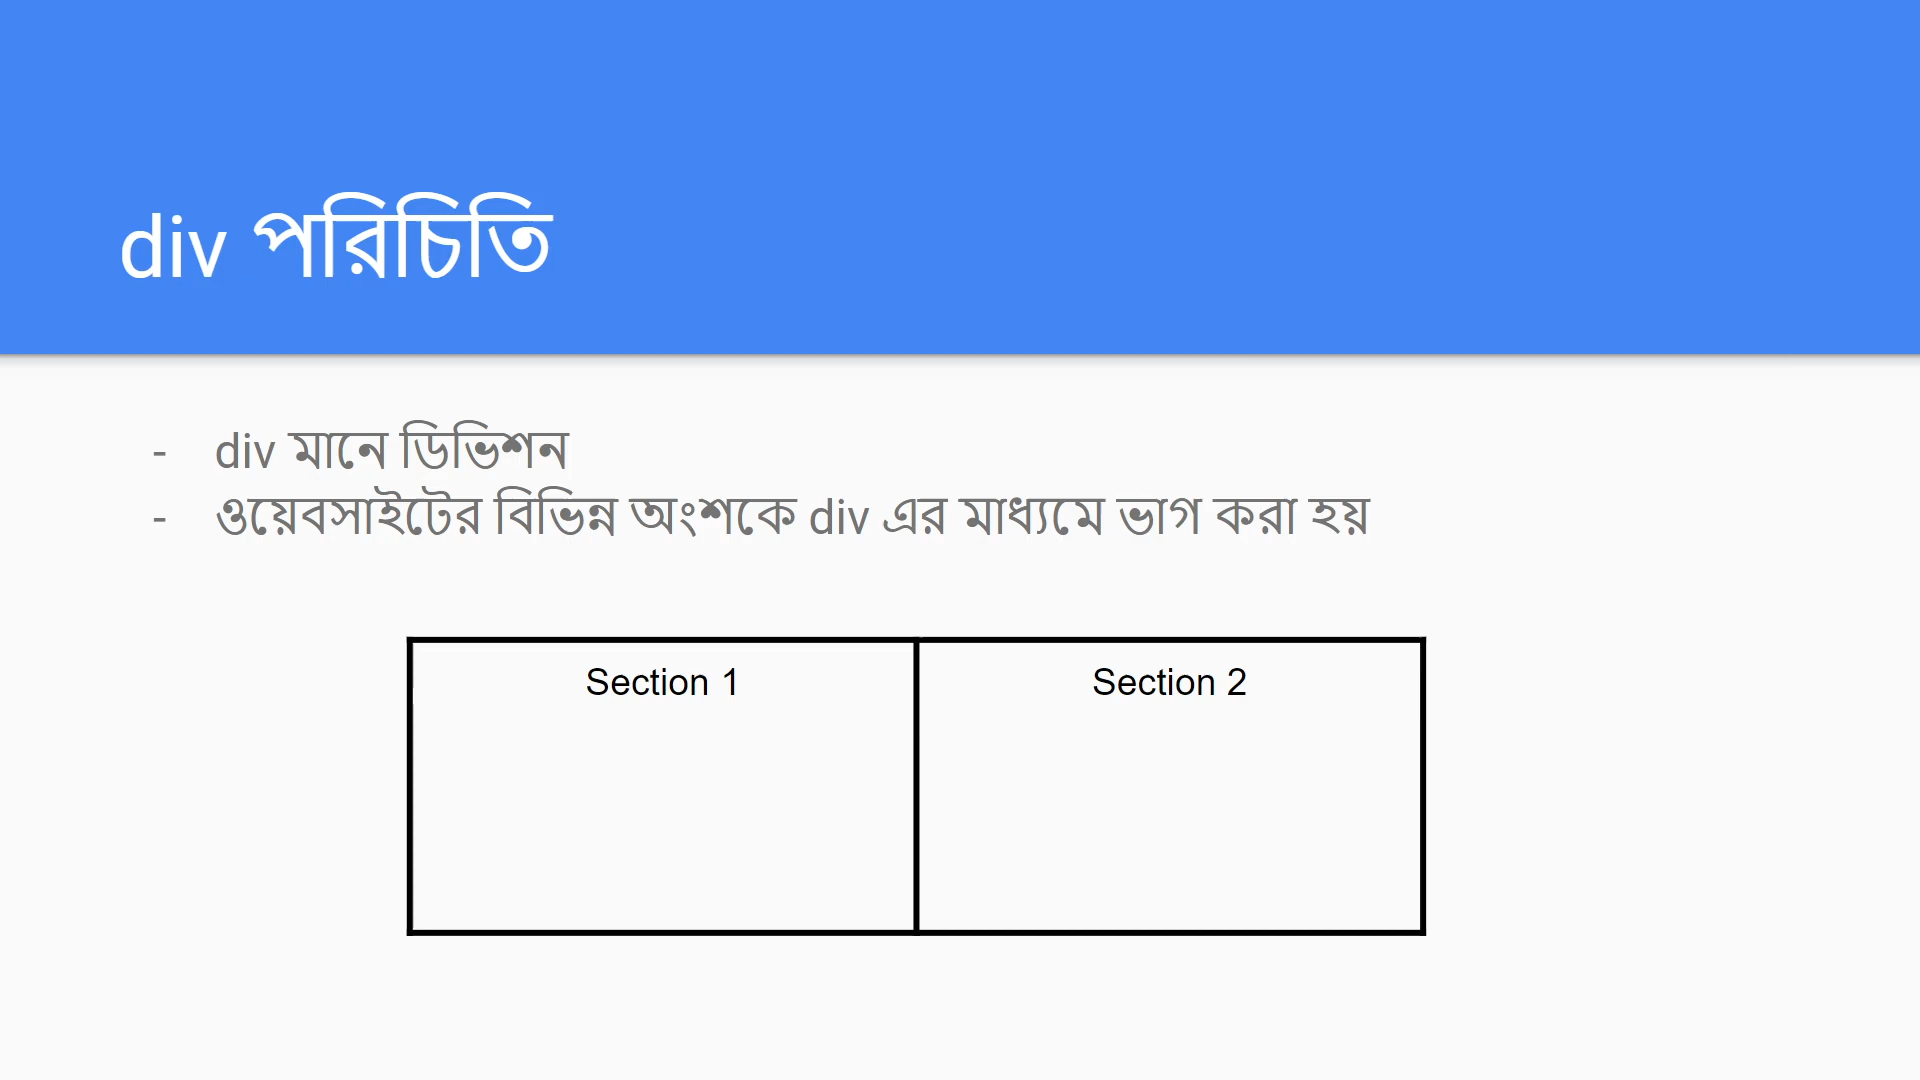 div পরিচিতি
- div মানে ডিভিশন
- ওয়েবসাইটের বিভিন্ন অংশকে div এর মাধ্যমে ভাগ করা হয়
Section 1 Section 2